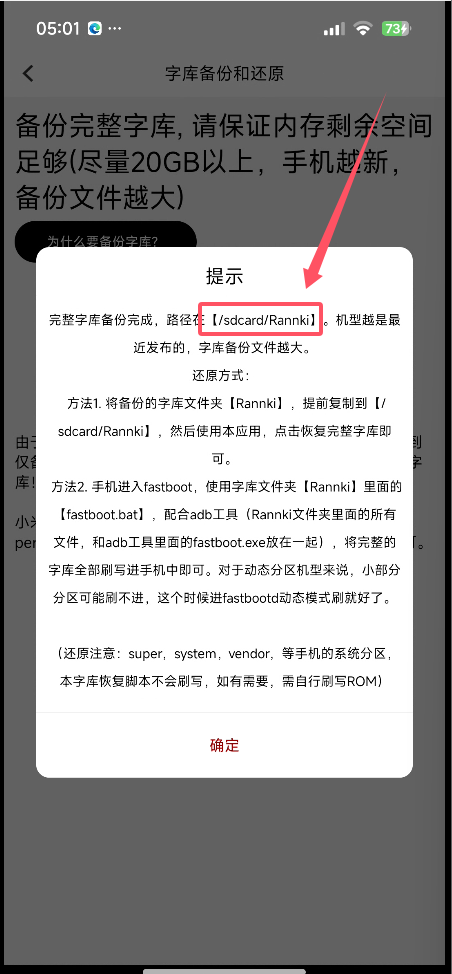 05:01
73
字库备份和还原
备份完整字库, 请保证内存剩余空间
足够(尽量20GB以上，手机越新，
备份文件越大)
为什么要备份字库?
提示
完整字库备份完成，路径在【/sdcard/Rannki】。机型越是最
近发布的，字库备份文件越大。
还原方式：
方法1. 将备份的字库文件夹【Rannki】，提前复制到【/
sdcard/Rannki】，然后使用本应用，点击恢复完整字库即
可。
方法2. 手机进入fastboot，使用字库文件夹【Rannki】里面的
【fastboot.bat】，配合adb工具（Rannki文件夹里面的所有
文件，和adb工具里面的fastboot.exe放在一起），将完整的
字库全部刷写进手机中即可。对于动态分区机型来说，小部分
分区可能刷不进，这个时候进fastbootd动态模式刷就好了。
（还原注意：super，system，vendor，等手机的系统分区，
本字库恢复脚本不会刷写，如有需要，需自行刷写ROM）
确定
由于
到
仅备
字
库!
小米
per
可。